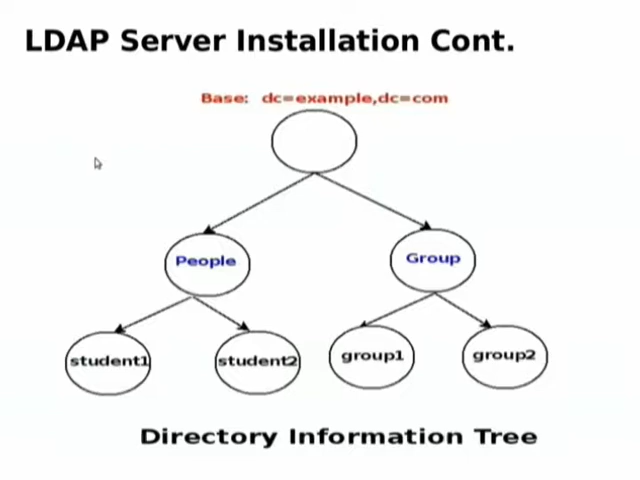 LDAP Server Installation Cont.
Base: dc=example,dc=com
People
Group
student1
student2
group1
group2
Directory Information Tree